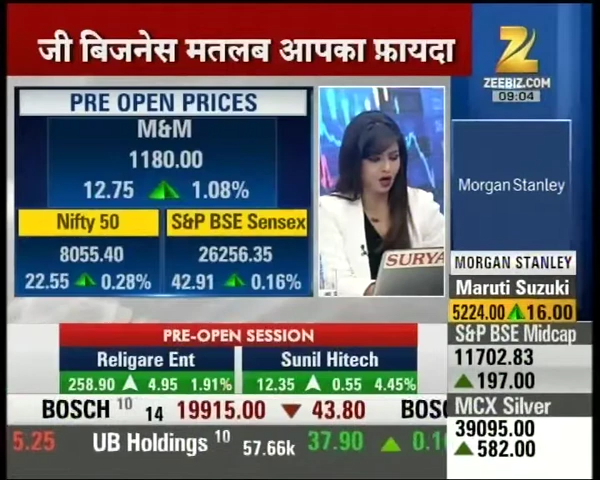 जी बिजनेस मतलब आपका फ़ायदा
ZEEBIZ.COM
09:04
PRE OPEN PRICES
M&M
1180.00
12.75 1.08%
Nifty 50
8055.40
22.55 0.28%
S&P BSE Sensex
26256.35
42.91 0.16%
SURYA
Morgan Stanley
MORGAN STANLEY
Maruti Suzuki
5224.00 16.00
S&P BSE Midcap
11702.83
197.00
MCX Silver
39095.00
582.00
PRE-OPEN SESSION
Religare Ent
258.90 4.95 1.91%
Sunil Hitech
12.35 0.55 4.45%
BOSCH 10 14 19915.00 43.80 BOS
5.25 UB Holdings 10 57.66k 37.90